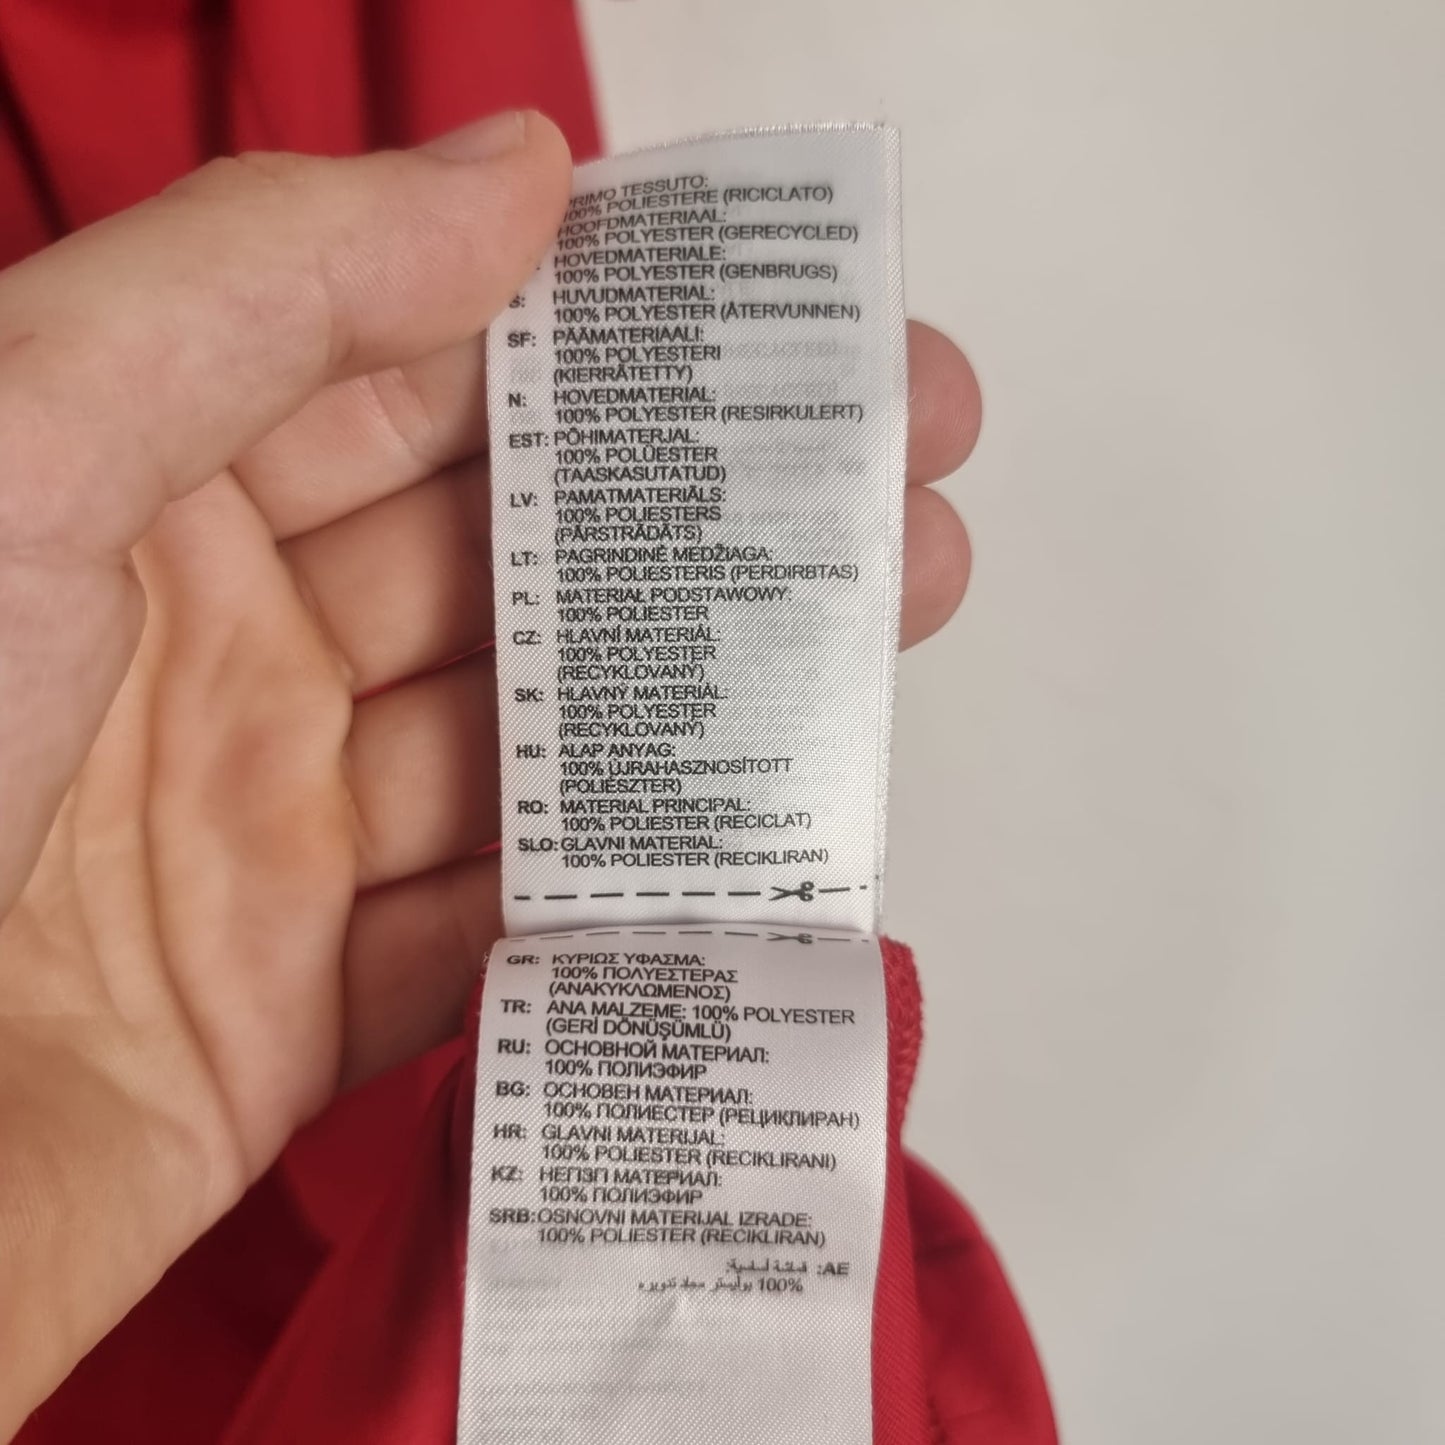 PRIMO TESSUTO:
100% POLIESTERE (RICICLATO)
HOOFDMATERIAAL:
100% POLYESTER (GERECYCLED)
HOVEDMATERIALE:
100% POLYESTER (GENBRUGS)
S: HUVUDMATERIAL:
100% POLYESTER (ÅTERVUNNEN)
SF: PÄÄMATERIAALI:
100% POLYESTERI
(KIERRÄTETTY)
N: HOVEDMATERIAL:
100% POLYESTER (RESIRKULERT)
EST: PÕHIMATERJAL:
100% POLÜESTER
(TAASKASUTATUD)
LV: PAMATMATERIĀLS:
100% POLIESTERS
(PĀRSTRĀDĀTS)
LT: PAGRINDINĖ MEDŽIAGA:
100% POLIESTERIS (PERDIRBTAS)
PL: MATERIAŁ PODSTAWOWY:
100% POLIESTER
CZ: HLAVNÍ MATERIÁL:
100% POLYESTER
(RECYKLOVANÝ)
SK: HLAVNÝ MATERIÁL:
100% POLYESTER
(RECYKLOVANÝ)
HU: ALAP ANYAG:
100% ÚJRAHASZNOSÍTOTT
(POLIÉSZTER)
RO: MATERIAL PRINCIPAL:
100% POLIESTER (RECICLAT)
SLO: GLAVNI MATERIAL:
100% POLIESTER (RECIKLIRAN)
GR: ΚΥΡΙΩΣ ΥΦΑΣΜΑ:
100% ΠΟΛΥΕΣΤΕΡΑΣ
(ΑΝΑΚΥΚΛΩΜΕΝΟΣ)
TR: ANA MALZEME: 100% POLYESTER
(GERİ DÖNÜŞÜMLÜ)
RU: ОСНОВНОЙ МАТЕРИАЛ:
100% ПОЛИЭФИР
BG: ОСНОВЕН МАТЕРИАЛ:
100% ПОЛИЕСТЕР (РЕЦИКЛИРАН)
HR: GLAVNI MATERIJAL:
100% POLIESTER (RECIKLIRANI)
KZ: НЕГІЗГІ МАТЕРИАЛ:
100% ПОЛИЭФИР
SRB: OSNOVNI MATERIJAL IZRADE:
100% POLIESTER (RECIKLIRAN)
AE: أساسية:
100% بوليستر تدويره